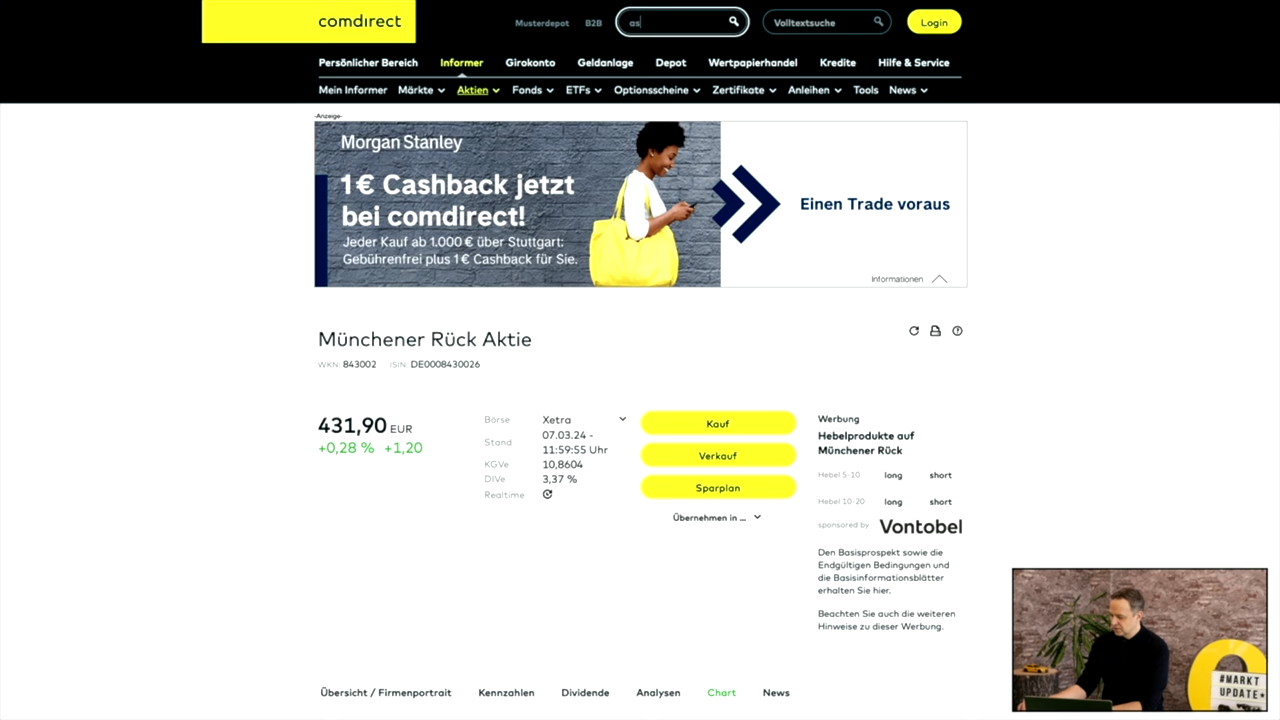 comdirect
Musterdepot B2B as Volltextsuche Login
Persönlicher Bereich Informer Girokonto Geldanlage Depot Wertpapierhandel Kredite Hilfe & Service
Mein Informer Märkte Aktien Fonds ETFs Optionsscheine Zertifikate Anleihen Tools News
-Anzeige-
Morgan Stanley
1 € Cashback jetzt
bei comdirect!
Jeder Kauf ab 1.000 € über Stuttgart:
Gebührenfrei plus 1 € Cashback für Sie.
Einen Trade voraus
Informationen
Münchener Rück Aktie
WKN: 843002 ISIN: DE0008430026
431,90 EUR
+0,28 % +1,20
Börse Xetra
Stand 07.03.24 -
11:59:55 Uhr
KGVe 10,8604
DIVe 3,37 %
Realtime
Kauf
Verkauf
Sparplan
Übernehmen in ...
Werbung
Hebelprodukte auf
Münchener Rück
Hebel 5-10 long short
Hebel 10-20 long short
sponsored by Vontobel
Den Basisprospekt sowie die
Endgültigen Bedingungen und
die Basisinformationsblätter
erhalten Sie hier.
Beachten Sie auch die weiteren
Hinweise zu dieser Werbung.
Übersicht / Firmenportrait Kennzahlen Dividende Analysen Chart News
#MARKT
UPDATE